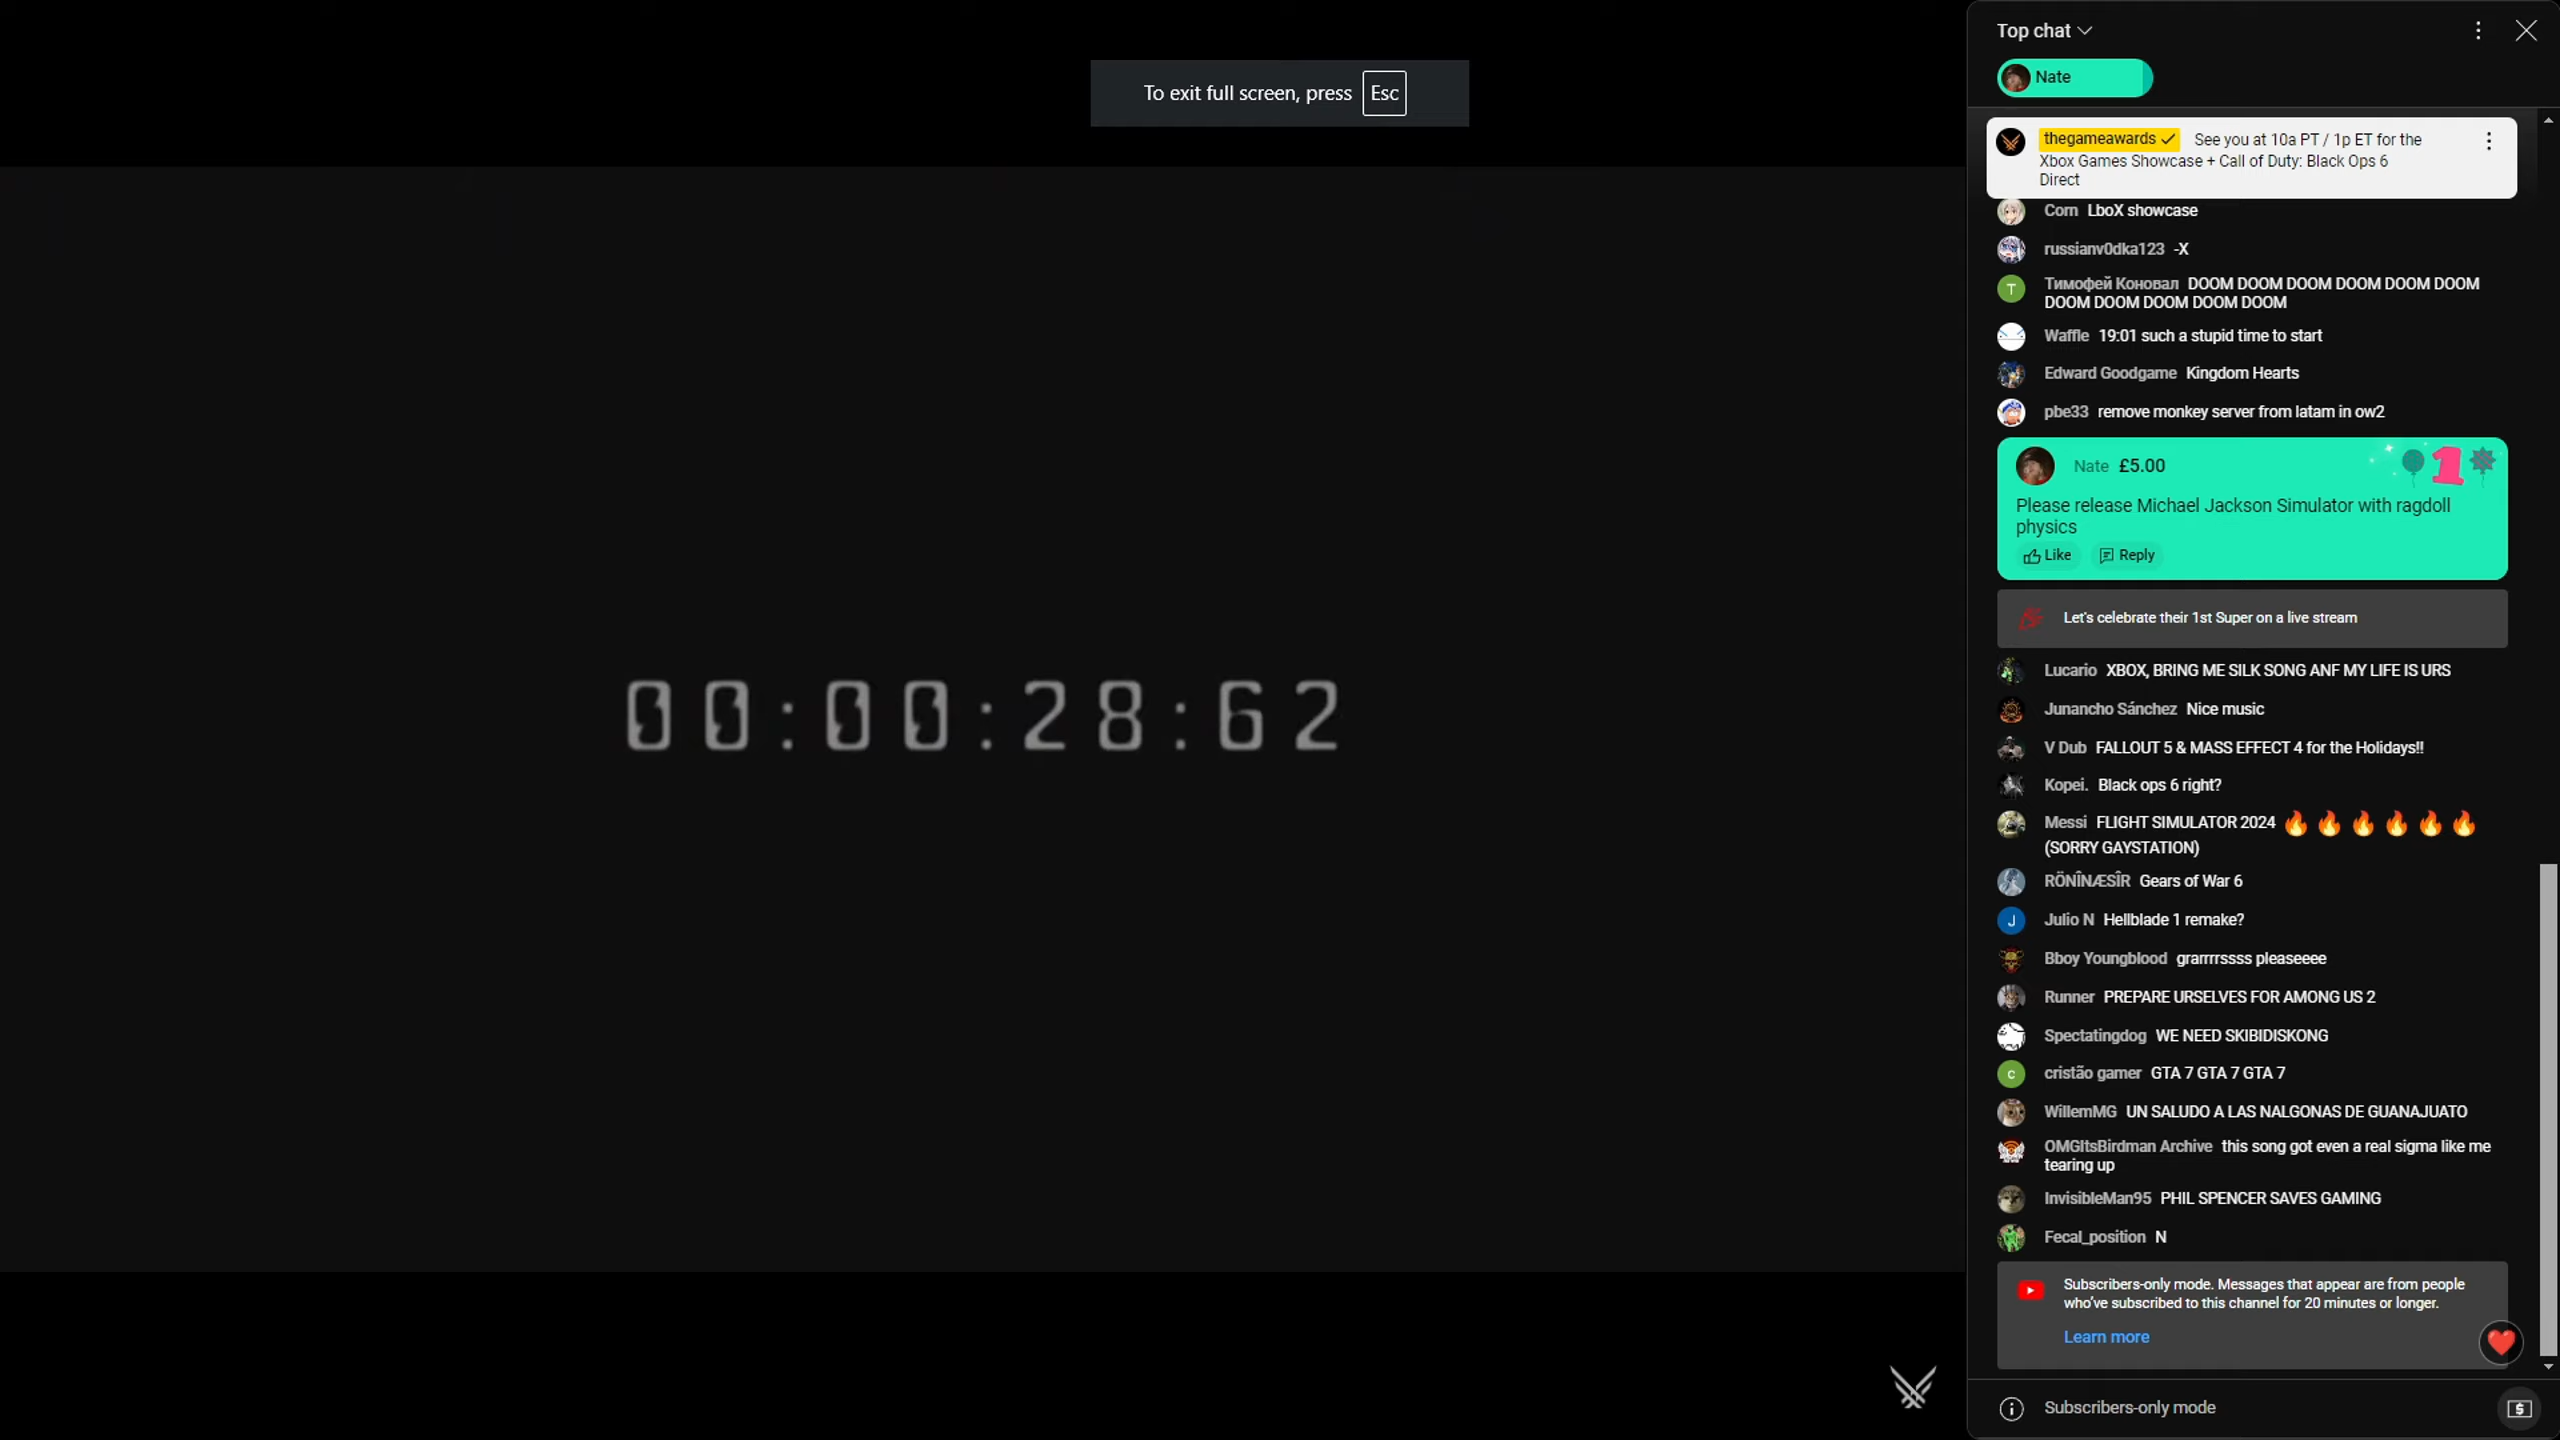 To exit full screen, press Esc
00:00:28:62
Top chat
Nate
thegameawards See you at 10a PT / 1p ET for the
Xbox Games Showcase + Call of Duty: Black Ops 6
Direct
Corn LboX showcase
russianv0dka123 -X
Тимофей Коновал DOOM DOOM DOOM DOOM DOOM DOOM
DOOM DOOM DOOM DOOM DOOM
Waffle 19:01 such a stupid time to start
Edward Goodgame Kingdom Hearts
pbe33 remove monkey server from latam in ow2
Nate £5.00
1
Please release Michael Jackson Simulator with ragdoll
physics
Like Reply
Let's celebrate their 1st Super on a live stream
Lucario XBOX, BRING ME SILK SONG ANF MY LIFE IS URS
Junancho Sánchez Nice music
V Dub FALLOUT 5 & MASS EFFECT 4 for the Holidays!!
Kopei. Black ops 6 right?
Messi FLIGHT SIMULATOR 2024 🔥 🔥 🔥 🔥 🔥 🔥
(SORRY GAYSTATION)
RÖNÎNÆSÎR Gears of War 6
J Julio N Hellblade 1 remake?
Bboy Youngblood grarrrrssss pleaseeee
Runner PREPARE URSELVES FOR AMONG US 2
Spectatingdog WE NEED SKIBIDISKONG
c cristão gamer GTA 7 GTA 7 GTA 7
WillemMG UN SALUDO A LAS NALGONAS DE GUANAJUATO
OMGItsBirdman Archive this song got even a real sigma like me
tearing up
InvisibleMan95 PHIL SPENCER SAVES GAMING
Fecal_position N
Subscribers-only mode. Messages that appear are from people
who've subscribed to this channel for 20 minutes or longer.
Learn more
Subscribers-only mode